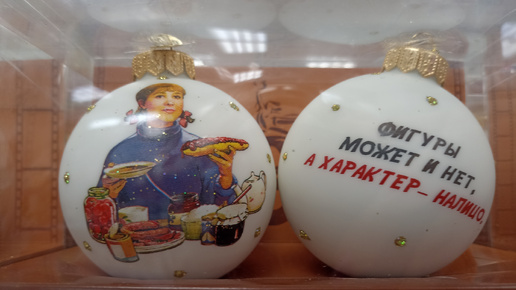 ФИГУРЫ
МОЖЕТ И НЕТ,
А ХАРАКТЕР – НАЛИЦО.